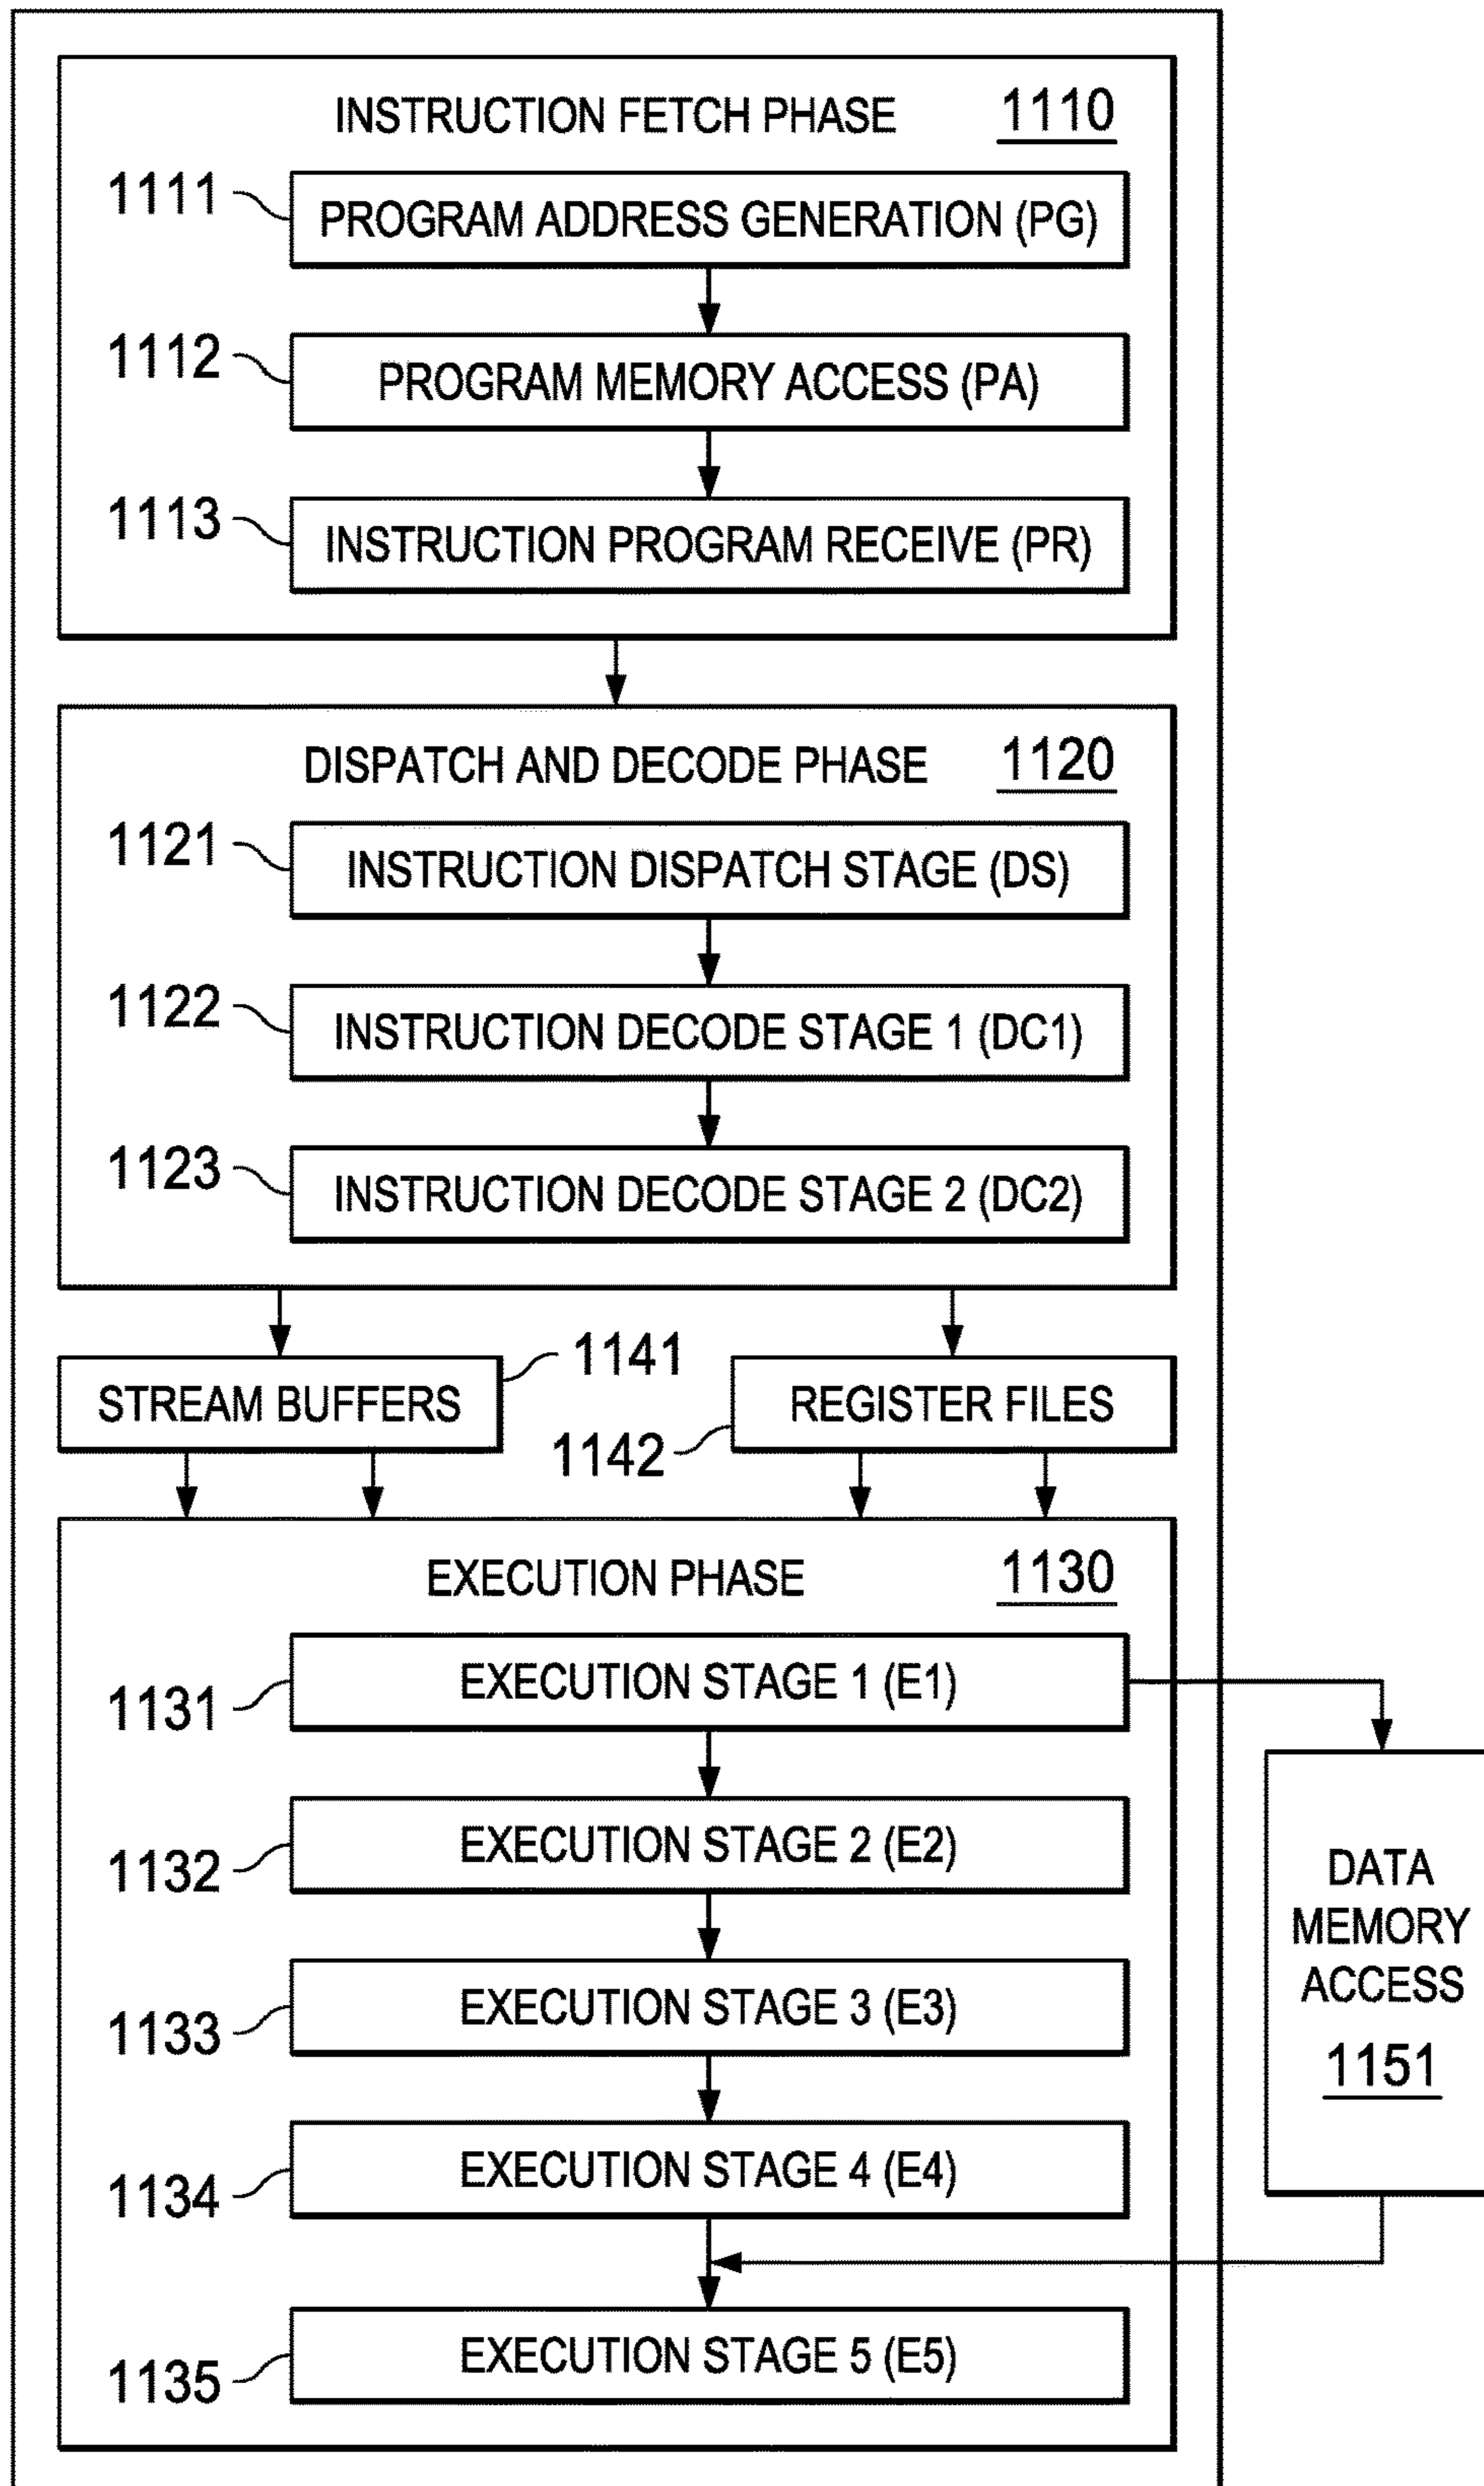 INSTRUCTION FETCH PHASE 1110
1111 PROGRAM ADDRESS GENERATION (PG)
1112 PROGRAM MEMORY ACCESS (PA)
1113 INSTRUCTION PROGRAM RECEIVE (PR)
DISPATCH AND DECODE PHASE 1120
1121 INSTRUCTION DISPATCH STAGE (DS)
1122 INSTRUCTION DECODE STAGE 1 (DC1)
1123 INSTRUCTION DECODE STAGE 2 (DC2)
STREAM BUFFERS 1141
1142 REGISTER FILES
EXECUTION PHASE 1130
1131 EXECUTION STAGE 1 (E1)
1132 EXECUTION STAGE 2 (E2)
1133 EXECUTION STAGE 3 (E3)
1134 EXECUTION STAGE 4 (E4)
1135 EXECUTION STAGE 5 (E5)
DATA
MEMORY
ACCESS
1151